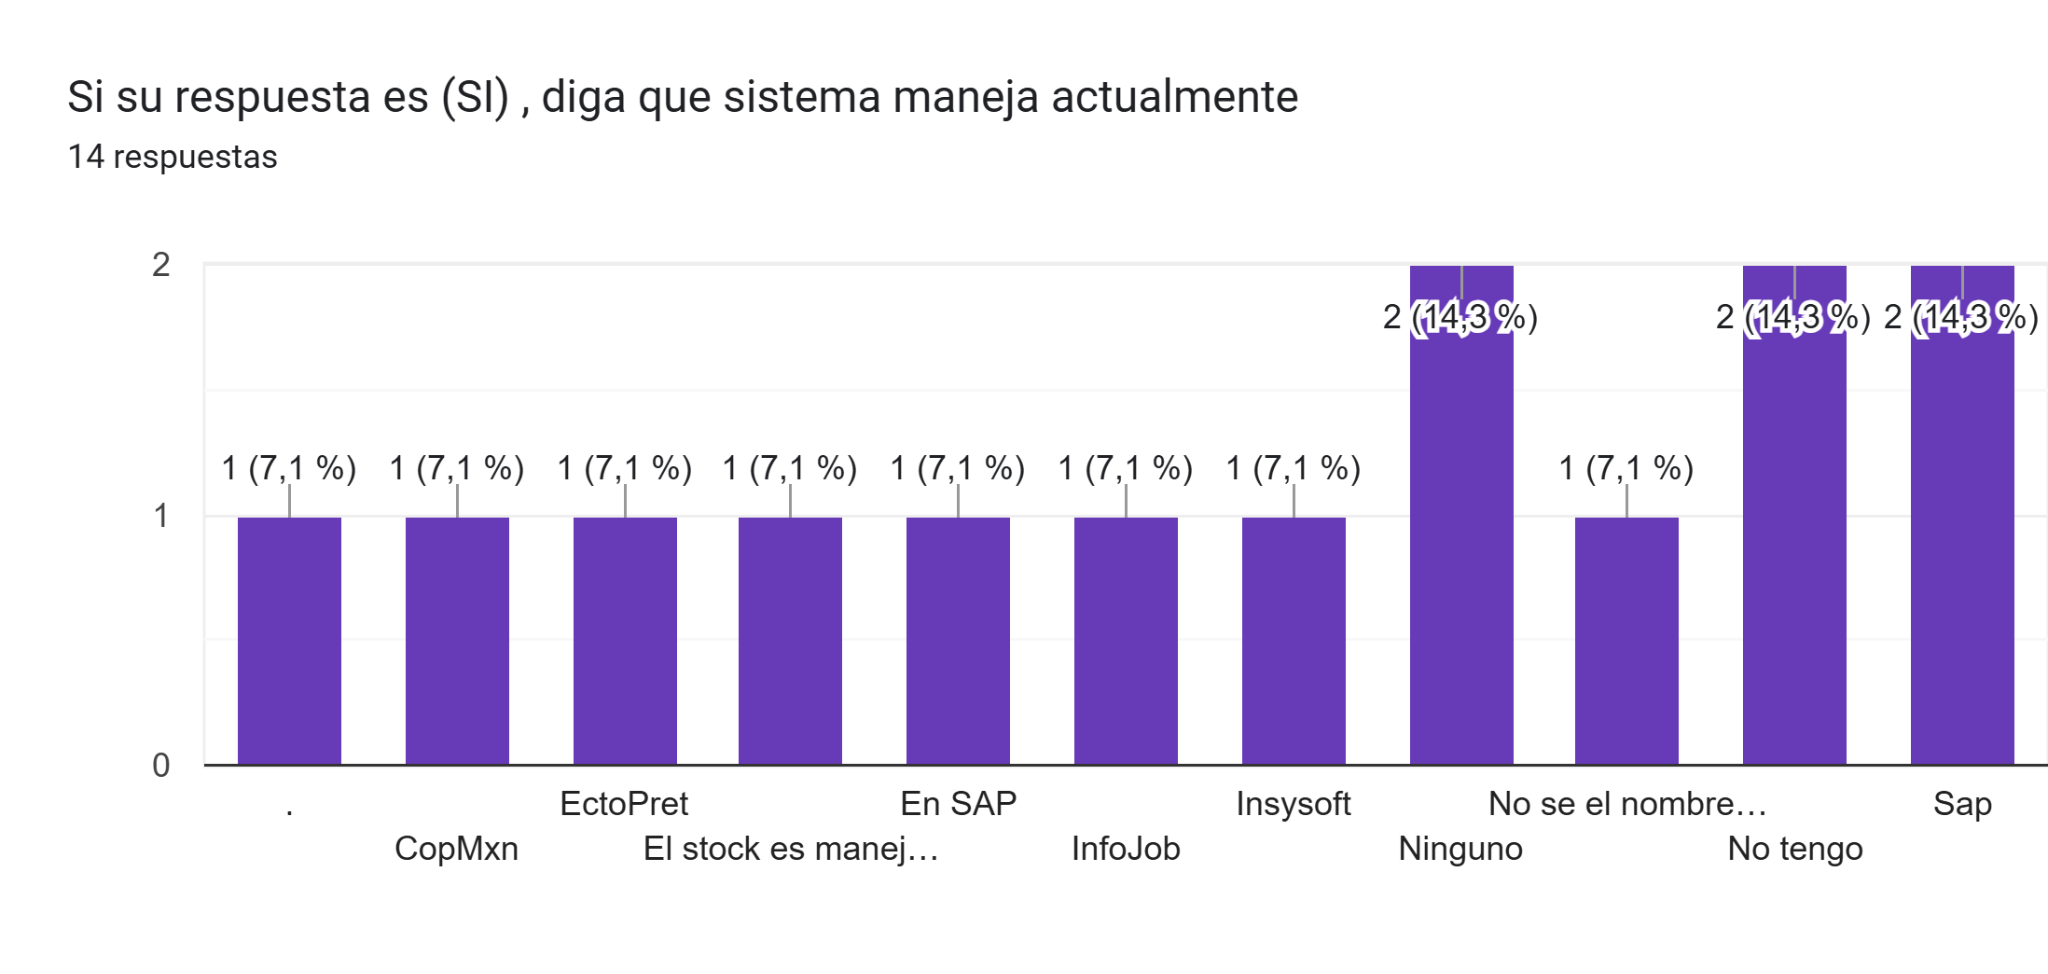 Si su respuesta es (SI) , diga que sistema maneja actualmente
14 respuestas
2
2 (14,3 %) 2 (14,3 %) 2 (14,3 %)
1 (7,1 %) 1 (7,1 %) 1 (7,1 %) 1 (7,1 %) 1 (7,1 %) 1 (7,1 %) 1 (7,1 %) 1 (7,1 %)
1
0
. EctoPret En SAP Insysoft No se el nombre… Sap
CopMxn El stock es manej… InfoJob Ninguno No tengo